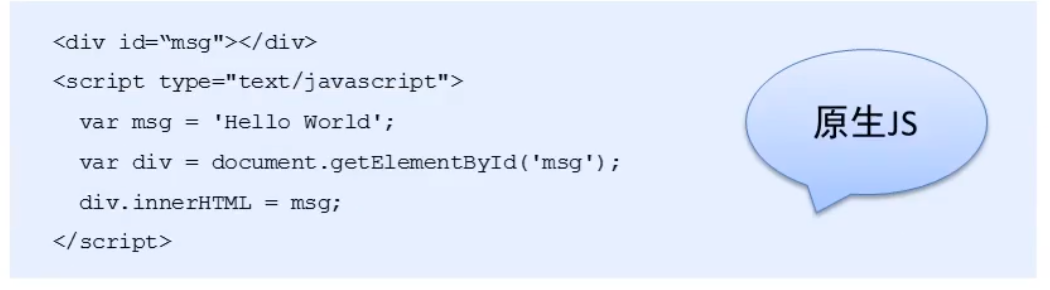 <div id=“msg"></div>
<script type="text/javascript">
var msg = 'Hello World';
var div = document.getElementById('msg');
div.innerHTML = msg;
</script>
原生JS